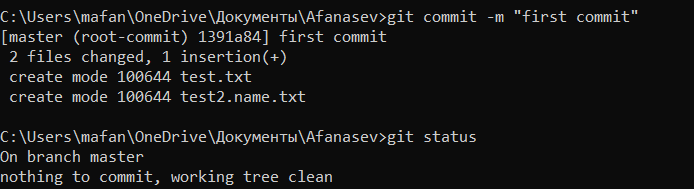 C:\Users\mafan\OneDrive\Документы\Afanasev>git commit -m "first commit"
[master (root-commit) 1391a84] first commit
 2 files changed, 1 insertion(+)
 create mode 100644 test.txt
 create mode 100644 test2.name.txt
C:\Users\mafan\OneDrive\Документы\Afanasev>git status
On branch master
nothing to commit, working tree clean